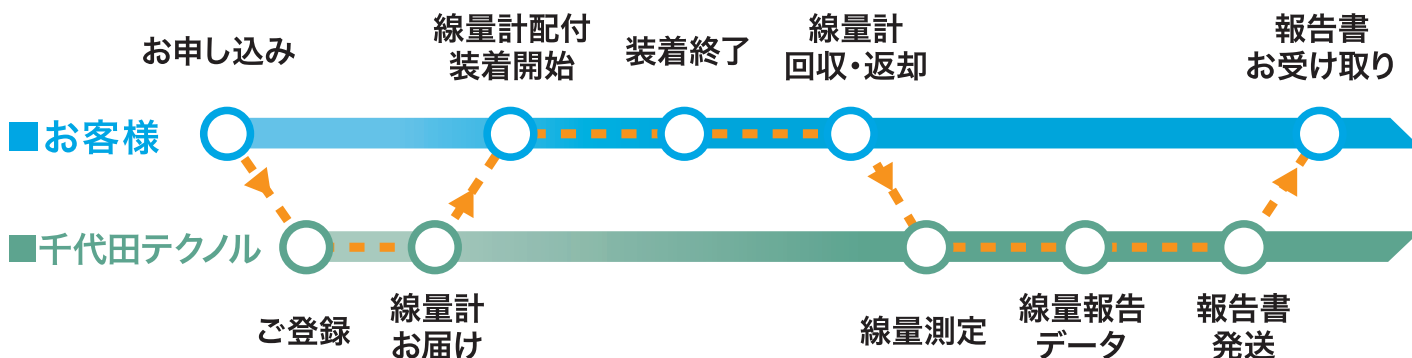 お申し込み
線量計配付
装着開始
装着終了
線量計
回収・返却
報告書
お受け取り
■お客様
■千代田テクノル
ご登録
線量計
お届け
線量測定
線量報告
データ
報告書
発送